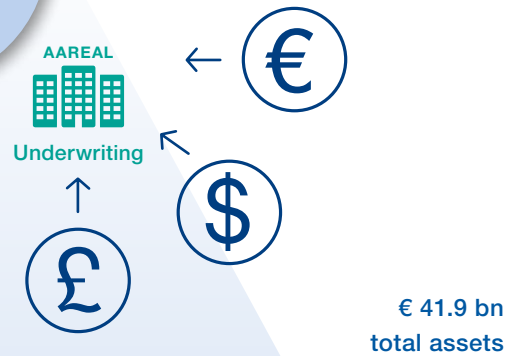 AAREAL
€
Underwriting
$
£
€ 41.9 bn
total assets